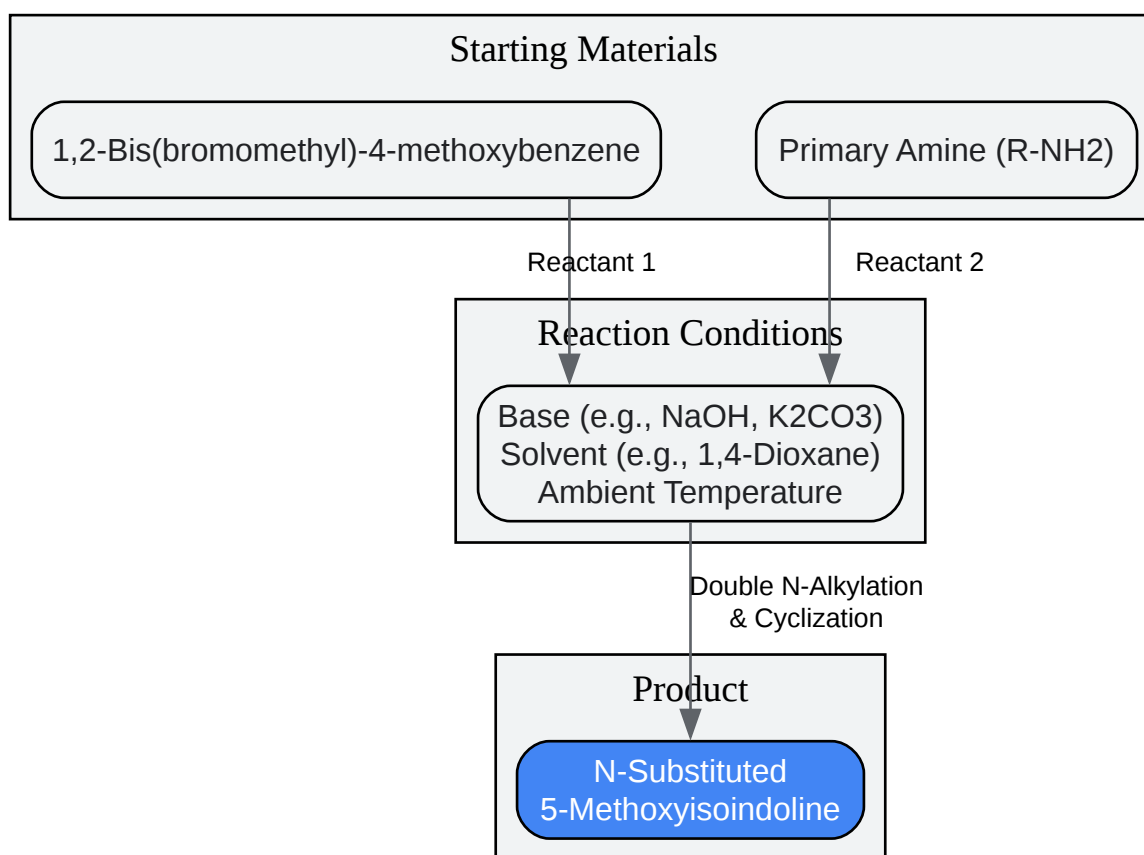 Starting Materials
1,2-Bis(bromomethyl)-4-methoxybenzene
Primary Amine (R-NH2)
Reactant 1
Reactant 2
Reaction Conditions
Base (e.g., NaOH, K2CO3)
Solvent (e.g., 1,4-Dioxane)
Ambient Temperature
Double N-Alkylation
& Cyclization
Product
N-Substituted
5-Methoxyisoindoline